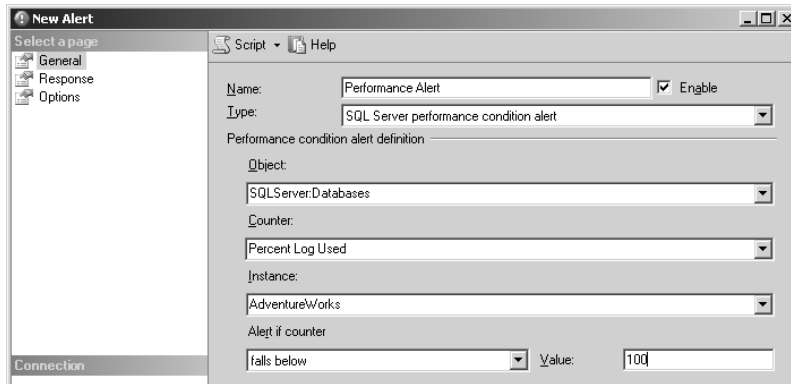 New Alert
Select a page
General
Response
Options
Script
Help
Name:
Performance Alert
Enable
Type:
SQL Server performance condition alert
Performance condition alert definition
Object:
SQLServer:Databases
Counter:
Percent Log Used
Instance:
AdventureWorks
Alert if counter
falls below
Value:
100
Connection